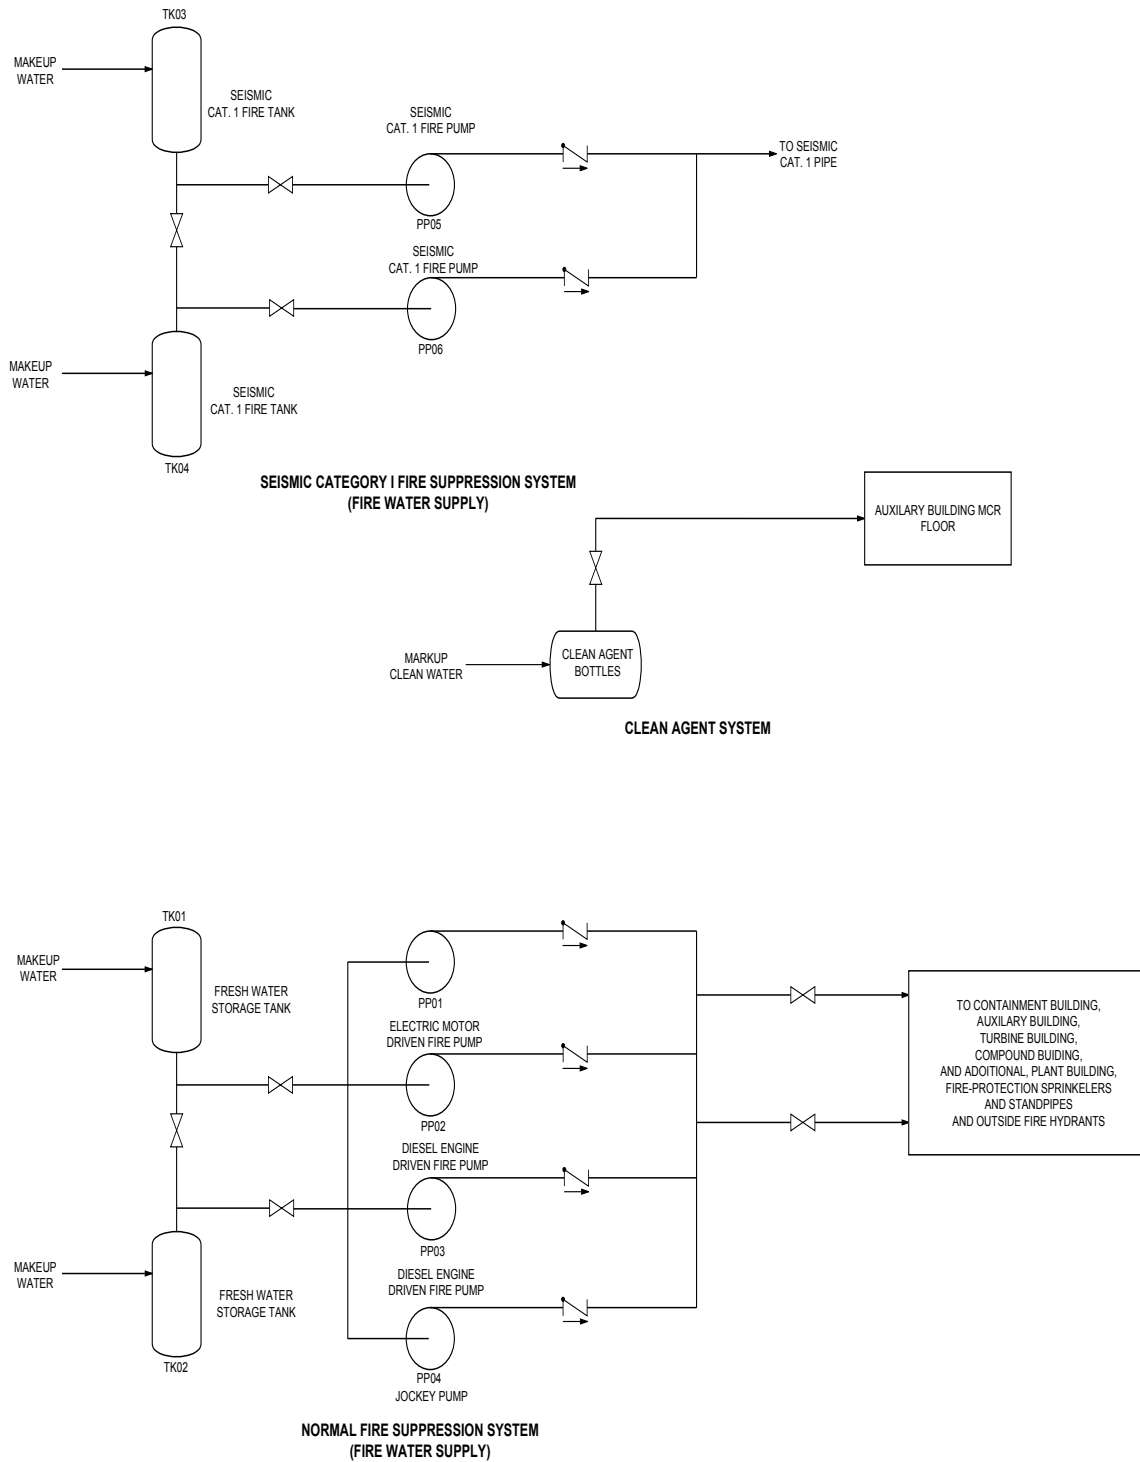 TK03
MAKEUP
WATER
SEISMIC
CAT. 1 FIRE TANK
SEISMIC
CAT. 1 FIRE PUMP
TO SEISMIC
CAT. 1 PIPE
PP05
SEISMIC
CAT. 1 FIRE PUMP
PP06
MAKEUP
WATER
SEISMIC
CAT. 1 FIRE TANK
TK04
SEISMIC CATEGORY I FIRE SUPPRESSION SYSTEM
(FIRE WATER SUPPLY)
AUXILARY BUILDING MCR
FLOOR
MARKUP
CLEAN WATER
CLEAN AGENT
BOTTLES
CLEAN AGENT SYSTEM
TK01
MAKEUP
WATER
FRESH WATER
STORAGE TANK
PP01
ELECTRIC MOTOR
DRIVEN FIRE PUMP
PP02
DIESEL ENGINE
DRIVEN FIRE PUMP
PP03
DIESEL ENGINE
DRIVEN FIRE PUMP
PP04
JOCKEY PUMP
TO CONTAINMENT BUILDING,
AUXILARY BUILDING,
TURBINE BUILDING,
COMPOUND BUIDING,
AND ADOITIONAL, PLANT BUILDING,
FIRE-PROTECTION SPRINKELERS
AND STANDPIPES
AND OUTSIDE FIRE HYDRANTS
MAKEUP
WATER
FRESH WATER
STORAGE TANK
TK02
NORMAL FIRE SUPPRESSION SYSTEM
(FIRE WATER SUPPLY)